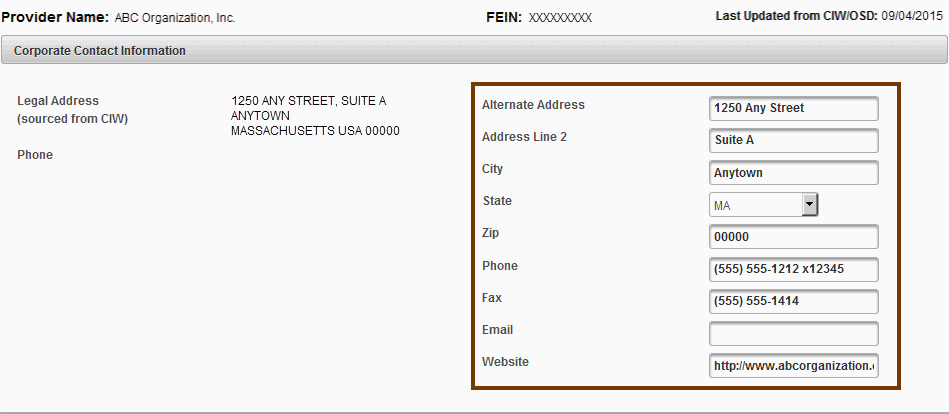 Provider Name: ABC Organization, Inc. FEIN: XXXXXXXXX Last Updated from CIW/OSD: 09/04/2015
Corporate Contact Information
Legal Address
(sourced from CIW)
1250 ANY STREET, SUITE A
ANYTOWN
MASSACHUSETTS USA 00000
Phone
Alternate Address 1250 Any Street
Address Line 2 Suite A
City Anytown
State MA
Zip 00000
Phone (555) 555-1212 x12345
Fax (555) 555-1414
Email
Website http://www.abcorganization.